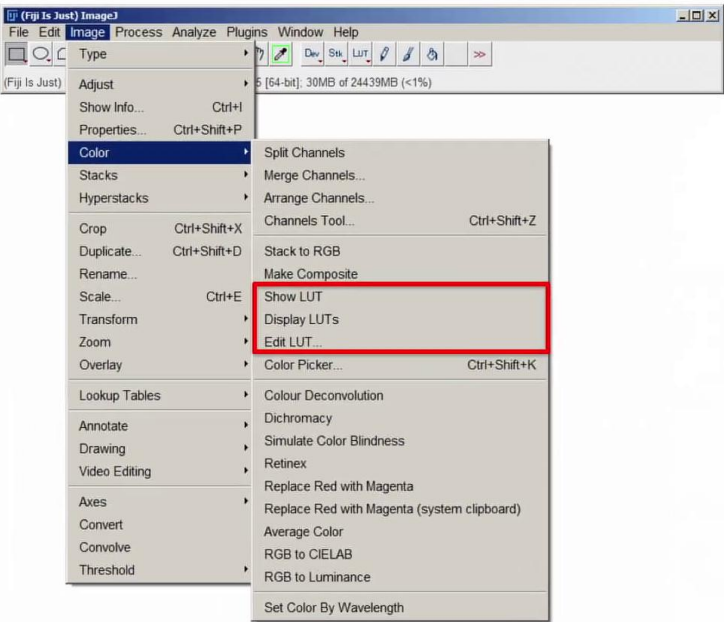 (Fiji Is Just) ImageJ
File Edit Image Process Analyze Plugins Window Help
Dev Stk LUT >>
(Fiji Is Just) 5 [64-bit]; 30MB of 24439MB (<1%)
Type
Adjust
Show Info... Ctrl+I
Properties... Ctrl+Shift+P
Color
Stacks
Hyperstacks
Crop Ctrl+Shift+X
Duplicate... Ctrl+Shift+D
Rename...
Scale... Ctrl+E
Transform
Zoom
Overlay
Lookup Tables
Annotate
Drawing
Video Editing
Axes
Convert
Convolve
Threshold
Split Channels
Merge Channels...
Arrange Channels...
Channels Tool... Ctrl+Shift+Z
Stack to RGB
Make Composite
Show LUT
Display LUTs
Edit LUT...
Color Picker... Ctrl+Shift+K
Colour Deconvolution
Dichromacy
Simulate Color Blindness
Retinex
Replace Red with Magenta
Replace Red with Magenta (system clipboard)
Average Color
RGB to CIELAB
RGB to Luminance
Set Color By Wavelength